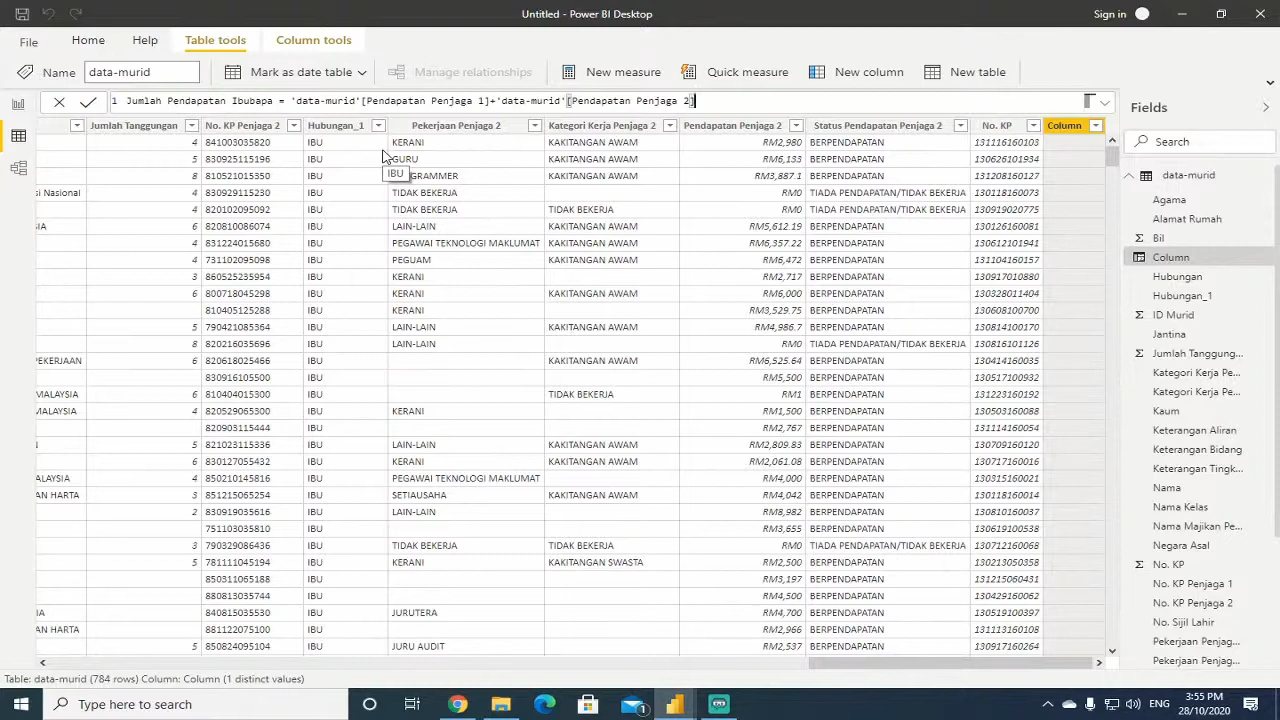 Untitled - Power BI Desktop
Sign in
File Home Help Table tools Column tools
Name data-murid Mark as date table Manage relationships New measure Quick measure New column New table
1 Jumlah Pendapatan Ibubapa = 'data-murid'[Pendapatan Penjaga 1]+'data-murid'[Pendapatan Penjaga 2]
Jumlah Tanggungan No. KP Penjaga 2 Hubungan_1 Pekerjaan Penjaga 2 Kategori Kerja Penjaga 2 Pendapatan Penjaga 2 Status Pendapatan Penjaga 2 No. KP Column
4 841003035820 IBU KERANI KAKITANGAN AWAM RM2,980 BERPENDAPATAN 131116160103
5 830925115196 IBU GURU KAKITANGAN AWAM RM6,133 BERPENDAPATAN 130626101934
8 810521015350 IBU GRAMMER KAKITANGAN AWAM RM3,887.1 BERPENDAPATAN 131208160127
IBU
si Nasional 4 830929115230 IBU TIDAK BEKERJA RM0 TIADA PENDAPATAN/TIDAK BEKERJA 130118160073
4 820102095092 IBU TIDAK BEKERJA TIDAK BEKERJA RM0 TIADA PENDAPATAN/TIDAK BEKERJA 130919020775
SIA 6 820810086074 IBU LAIN-LAIN KAKITANGAN AWAM RM5,612.19 BERPENDAPATAN 130126160081
4 831224015680 IBU PEGAWAI TEKNOLOGI MAKLUMAT KAKITANGAN AWAM RM6,357.22 BERPENDAPATAN 130612101941
4 731102095098 IBU PEGUAM KAKITANGAN AWAM RM6,472 BERPENDAPATAN 131104160157
3 860525235954 IBU KERANI RM2,717 BERPENDAPATAN 130917010880
6 800718045298 IBU KERANI KAKITANGAN AWAM RM6,000 BERPENDAPATAN 130328011404
810405125288 IBU KERANI RM3,529.75 BERPENDAPATAN 130608100700
5 790421085364 IBU LAIN-LAIN KAKITANGAN AWAM RM4,986.7 BERPENDAPATAN 130814100170
8 820216035696 IBU LAIN-LAIN RM0 TIADA PENDAPATAN/TIDAK BEKERJA 130816101126
PEKERJAAN 6 820618025466 IBU KAKITANGAN AWAM RM6,525.64 BERPENDAPATAN 130414160035
830916105500 IBU RM5,500 BERPENDAPATAN 130517100932
MALAYSIA 6 810404015300 IBU TIDAK BEKERJA RM1 BERPENDAPATAN 131223160192
MALAYSIA 4 820529065300 IBU KERANI RM1,500 BERPENDAPATAN 130503160088
820903115444 IBU RM2,767 BERPENDAPATAN 131114160054
N 5 821023115336 IBU LAIN-LAIN KAKITANGAN AWAM RM2,809.83 BERPENDAPATAN 130709160120
6 830127055432 IBU KERANI KAKITANGAN AWAM RM2,061.08 BERPENDAPATAN 130717160016
ALAYSIA 4 850210145816 IBU PEGAWAI TEKNOLOGI MAKLUMAT RM4,000 BERPENDAPATAN 130315160021
AN HARTA 3 851215065254 IBU SETIAUSAHA KAKITANGAN AWAM RM4,042 BERPENDAPATAN 130118160014
2 830919035616 IBU LAIN-LAIN RM8,982 BERPENDAPATAN 130810160037
751103035810 IBU RM3,655 BERPENDAPATAN 130619100538
3 790329086436 IBU TIDAK BEKERJA TIDAK BEKERJA RM0 TIADA PENDAPATAN/TIDAK BEKERJA 130712160068
5 781111045194 IBU KERANI KAKITANGAN SWASTA RM2,500 BERPENDAPATAN 130213050358
850311065188 IBU RM3,197 BERPENDAPATAN 131215060431
880813035744 IBU RM4,500 BERPENDAPATAN 130429160062
SIA 840815035530 IBU JURUTERA RM4,700 BERPENDAPATAN 130519100397
AN HARTA 881122075100 IBU RM2,966 BERPENDAPATAN 131113160108
5 850824095104 IBU JURU AUDIT RM2,537 BERPENDAPATAN 130917160264
Fields
Search
data-murid
Agama
Alamat Rumah
Bil
Column
Hubungan
Hubungan_1
ID Murid
Jantina
Jumlah Tanggung...
Kategori Kerja Pe...
Kategori Kerja Pe...
Kaum
Keterangan Aliran
Keterangan Bidang
Keterangan Tingk...
Nama
Nama Kelas
Nama Majikan Pe...
Negara Asal
No. KP
No. KP Penjaga 1
No. KP Penjaga 2
No. Sijil Lahir
Pekerjaan Penjag...
Pekerjaan Penjag...
Table: data-murid (784 rows) Column: Column (1 distinct values)
Type here to search
1
3:55 PM
28/10/2020